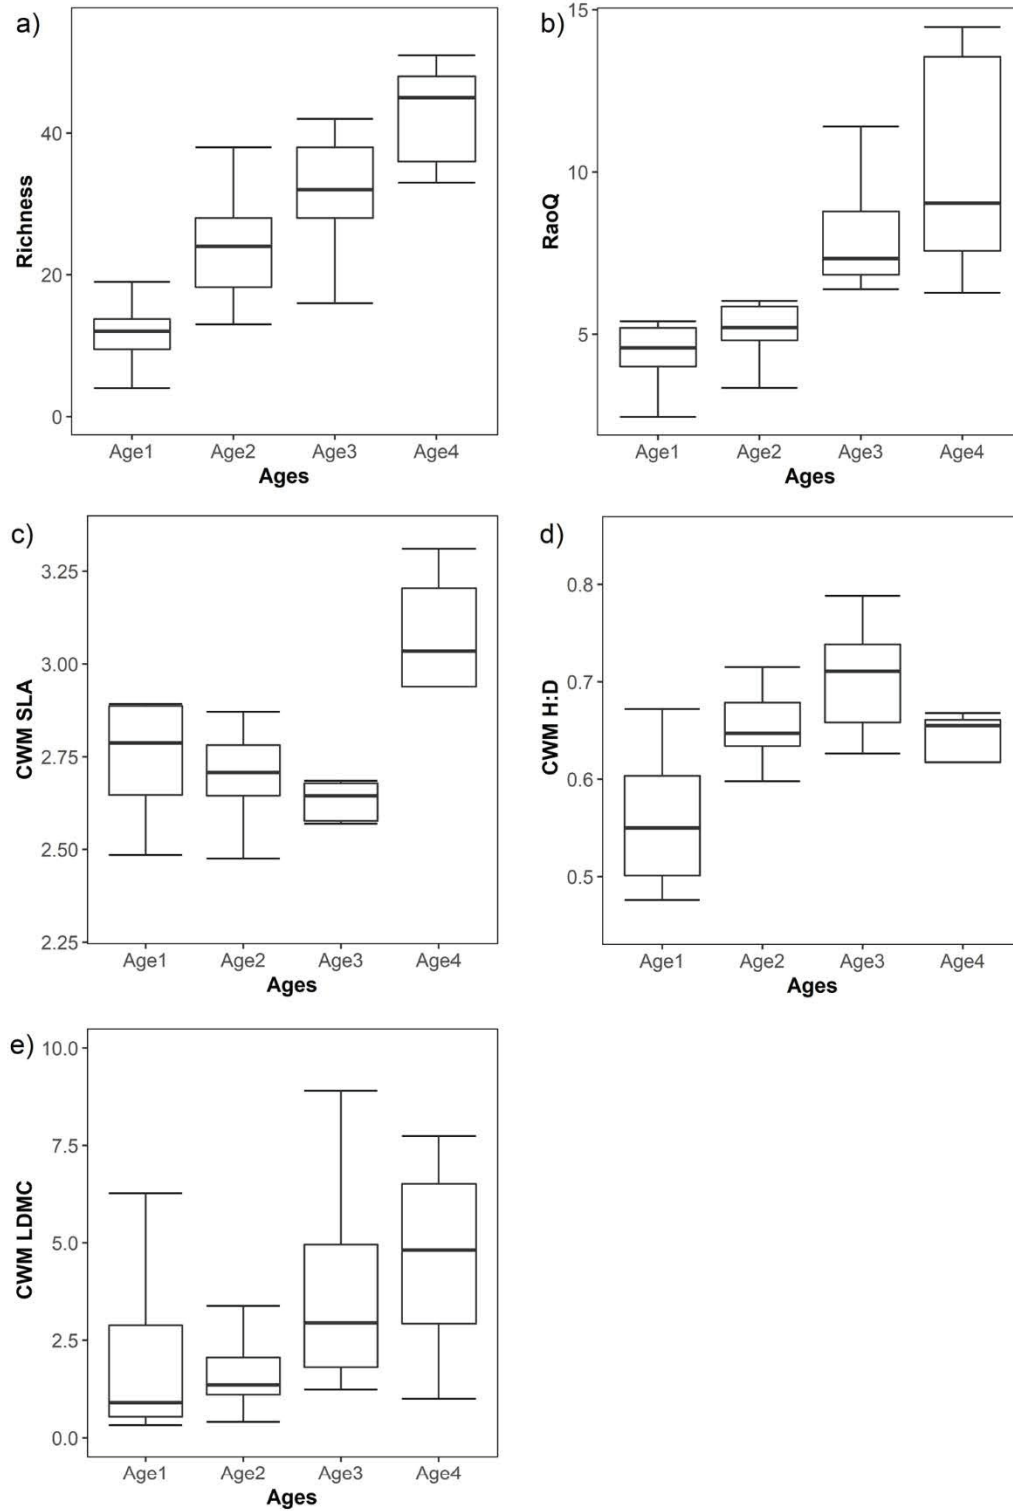 a)
Richness
40
20
0
Age1 Age2 Age3 Age4
Ages
b)
RaoQ
15
10
5
Age1 Age2 Age3 Age4
Ages
c)
CWM SLA
3.25
3.00
2.75
2.50
2.25
Age1 Age2 Age3 Age4
Ages
d)
CWM H:D
0.8
0.7
0.6
0.5
Age1 Age2 Age3 Age4
Ages
e)
CWM LDMC
10.0
7.5
5.0
2.5
0.0
Age1 Age2 Age3 Age4
Ages